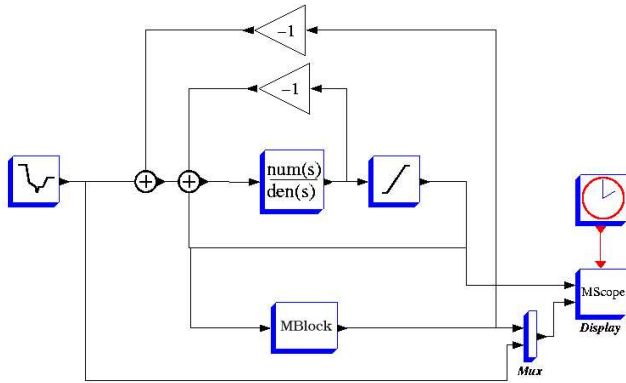 −1
−1
num(s)
den(s)
MScope
Display
MBlock
Mux